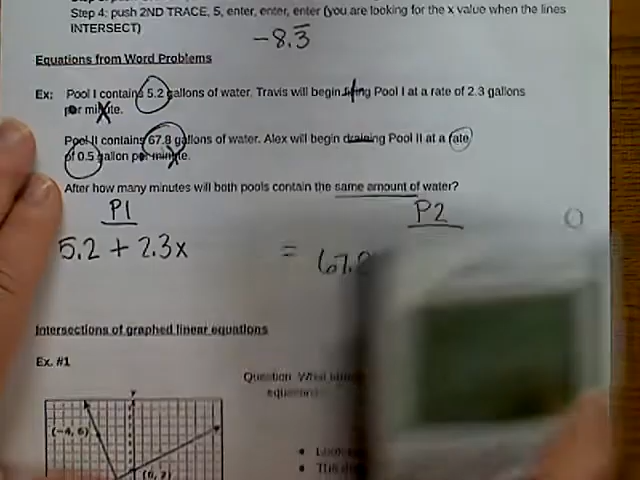 Step 4: push 2ND TRACE, 5, enter, enter, enter (you are looking for the x value when the lines
INTERSECT)
-8.3̅
Equations from Word Problems
Ex: Pool I contains 5.2 gallons of water. Travis will begin filling Pool I at a rate of 2.3 gallons
per minute.
Pool II contains 67.8 gallons of water. Alex will begin draining Pool II at a rate
of 0.5 gallon per minute.
After how many minutes will both pools contain the same amount of water?
P1 P2
5.2 + 2.3x = 67.8
Intersections of graphed linear equations
Ex. #1
Question: What
equations
y
(-4, 6)